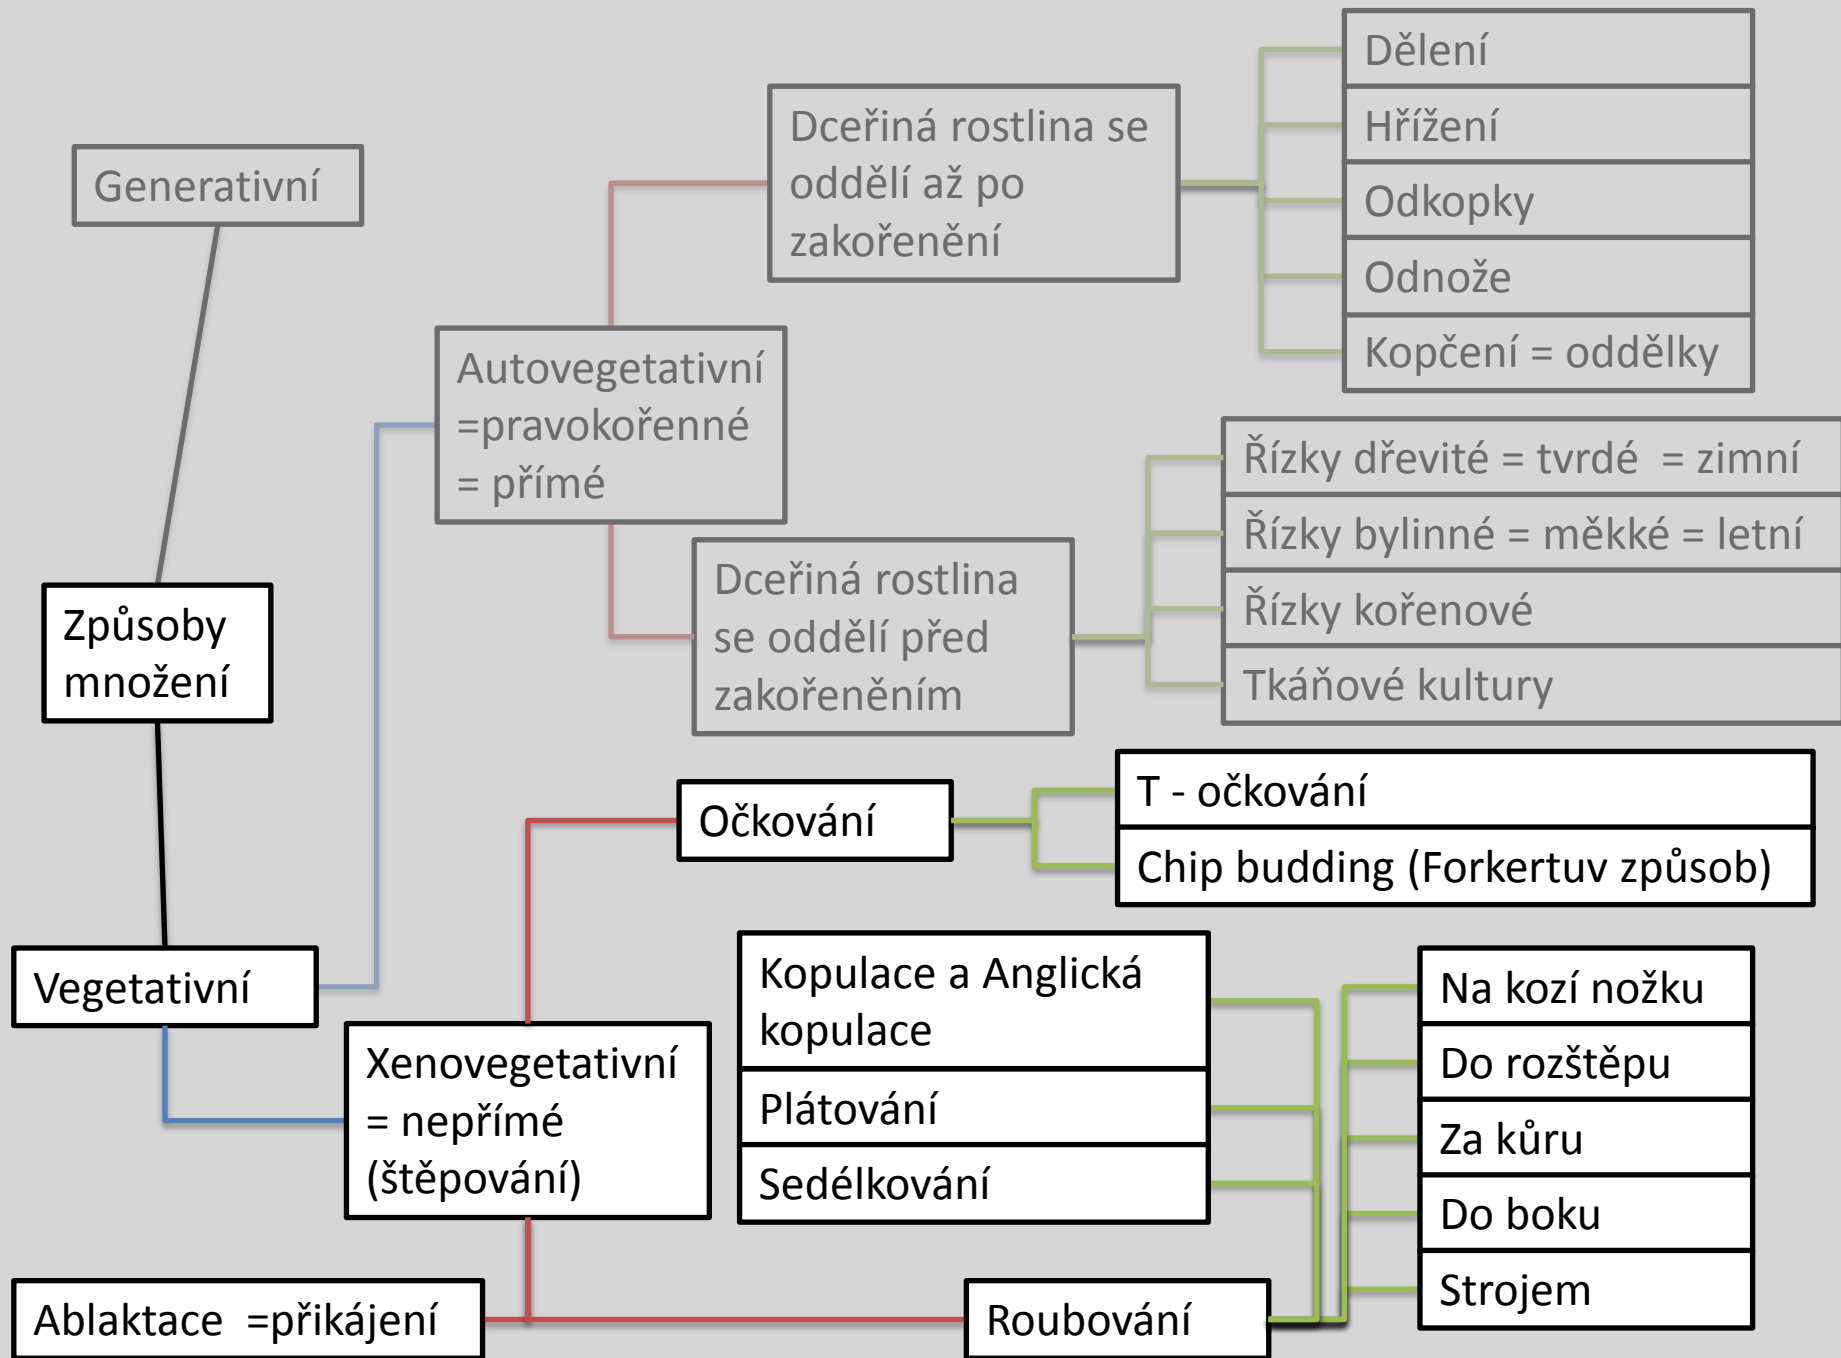 Generativní
Způsoby
množení
Vegetativní
Autovegetativní
=pravokořenné
= přímé
Dceřiná rostlina se
oddělí až po
zakořenění
Dělení
Hřížení
Odkopky
Odnože
Kopčení = oddělky
Dceřiná rostlina
se oddělí před
zakořeněním
Řízky dřevité = tvrdé = zimní
Řízky bylinné = měkké = letní
Řízky kořenové
Tkáňové kultury
Xenovegetativní
= nepřímé
(štěpování)
Očkování
T - očkování
Chip budding (Forkertuv způsob)
Kopulace a Anglická
kopulace
Plátování
Sedélkování
Na kozí nožku
Do rozštěpu
Za kůru
Do boku
Strojem
Ablaktace =přikájení
Roubování